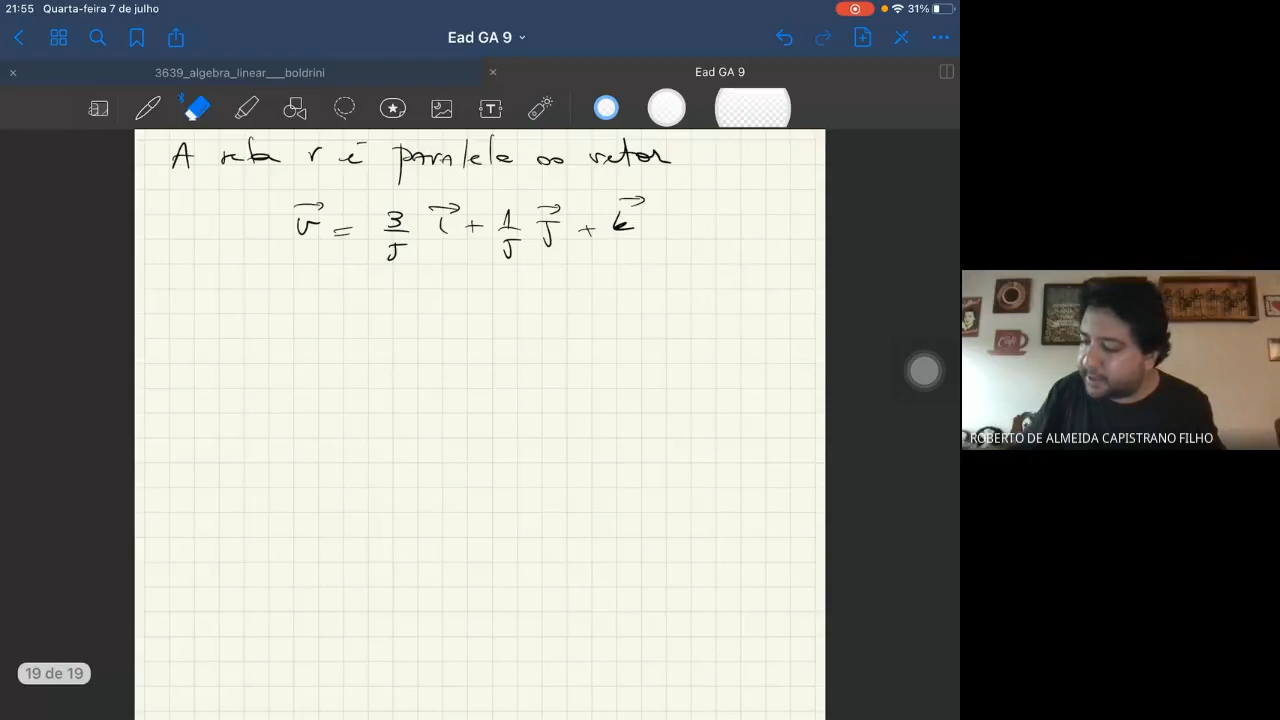 21:55 Quarta-feira 7 de julho 31%
Ead GA 9
3639_algebra_linear___boldrini
Ead GA 9
T
A reta r é paralela ao vetor
v⃗ = 3/5 i⃗ + 1/5 j⃗ + k⃗
Café
ROBERTO DE ALMEIDA CAPISTRANO FILHO
19 de 19